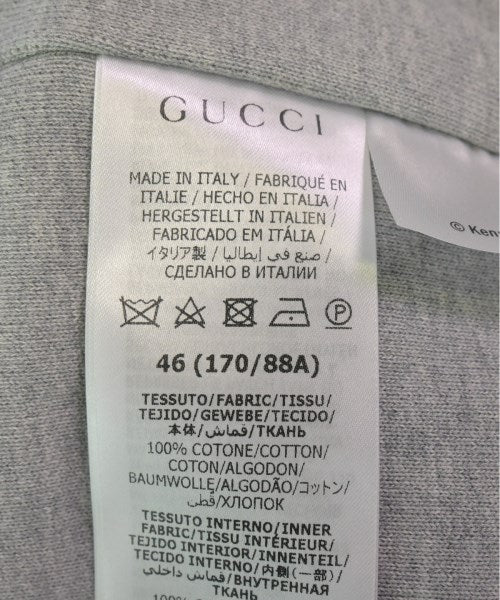 GUCCI
MADE IN ITALY / FABRIQUÉ EN
ITALIE / HECHO EN ITALIA /
HERGESTELLT IN ITALIEN /
FABRICADO EM ITÁLIA /
イタリア製 / صنع في إيطاليا /
СДЕЛАНО В ИТАЛИИ
P
46 (170/88A)
TESSUTO/FABRIC/TISSU/
TEJIDO/GEWEBE/TECIDO/
本体/قماش/ТКАНЬ
100% COTONE/COTTON/
COTON/ALGODON/
BAUMWOLLE/ALGODÃO/コットン/
قطن/ХЛОПОК
TESSUTO INTERNO/INNER
FABRIC/TISSU INTÉRIEUR/
TEJIDO INTERIOR/INNENTEIL/
TECIDO INTERNO/内側(一部)/
قماش داخلي/ВНУТРЕННЯЯ
ТКАНЬ
© Ken